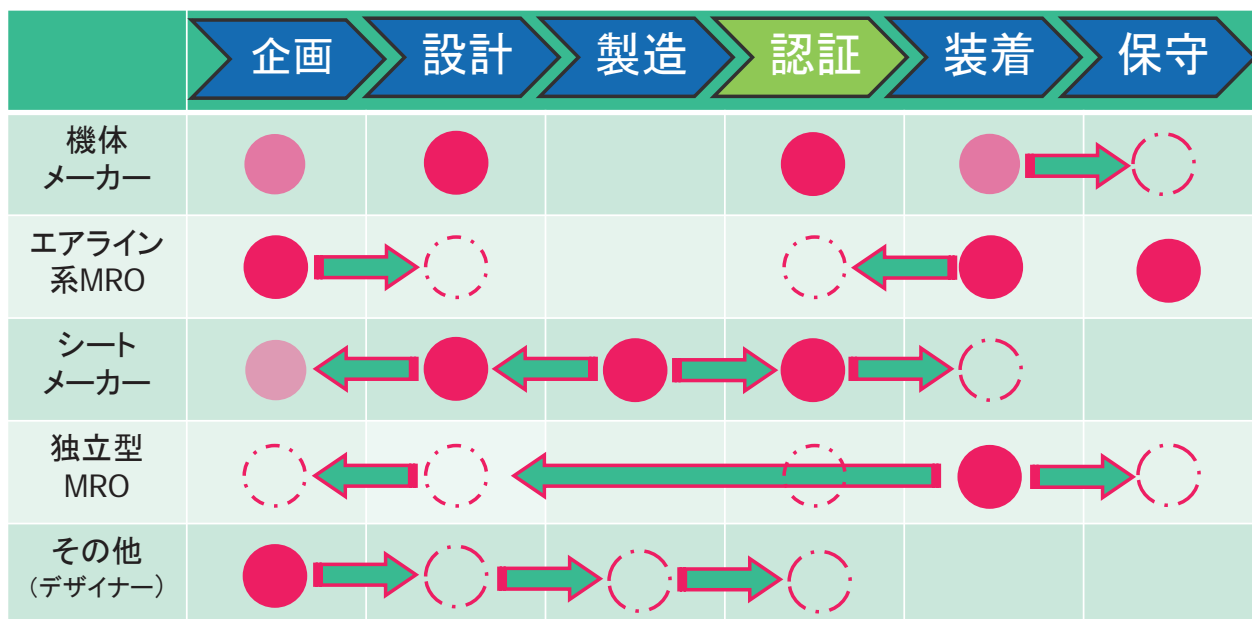 企画 設計 製造 認証 装着 保守
機体
メーカー
エアライン
系MRO
シート
メーカー
独立型
MRO
その他
(デザイナー)